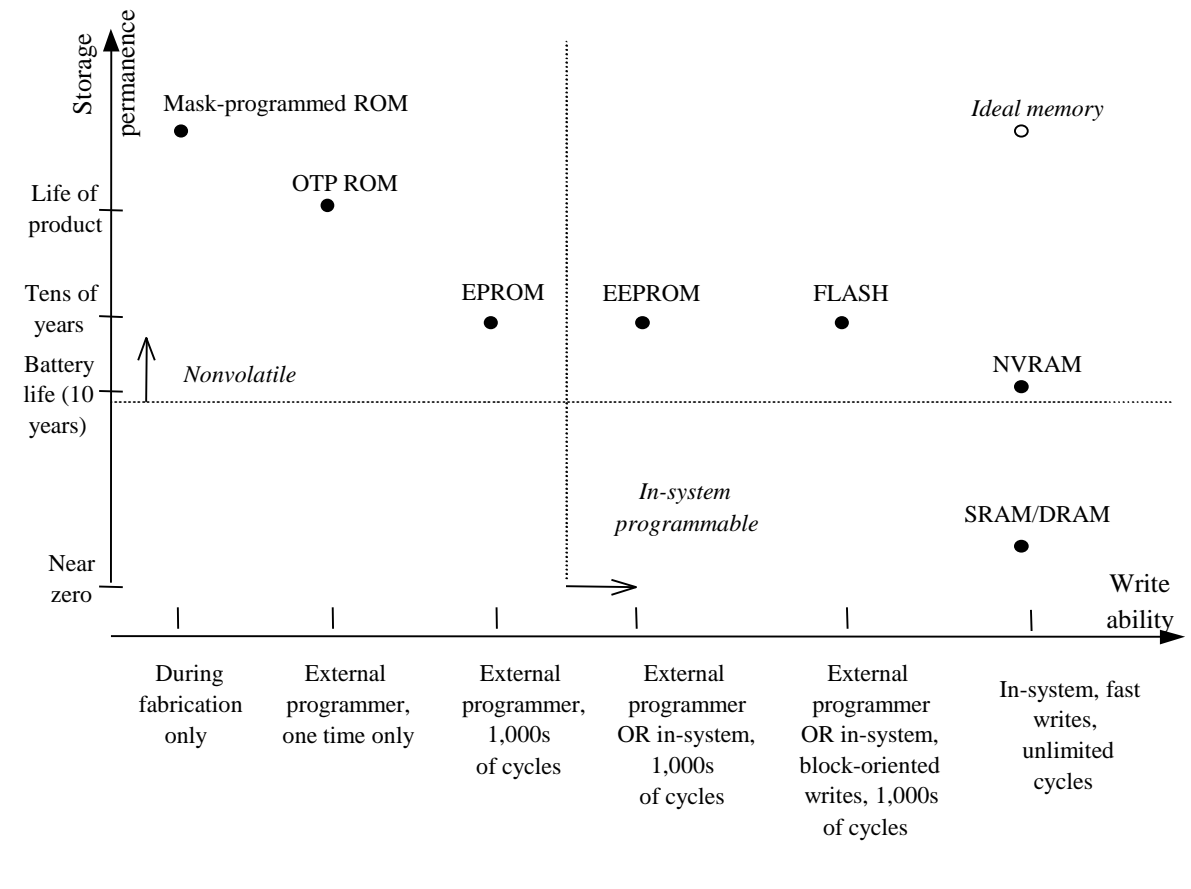 Storage
permanence
Mask-programmed ROM
Ideal memory
OTP ROM
Life of
product
EPROM
EEPROM
FLASH
Tens of
years
Nonvolatile
NVRAM
Battery
life (10
years)
In-system
programmable
SRAM/DRAM
Near
zero
Write
ability
During
fabrication
only
External
programmer,
one time only
External
programmer,
1,000s
of cycles
External
programmer
OR in-system,
1,000s
of cycles
External
programmer
OR in-system,
block-oriented
writes, 1,000s
of cycles
In-system, fast
writes,
unlimited
cycles